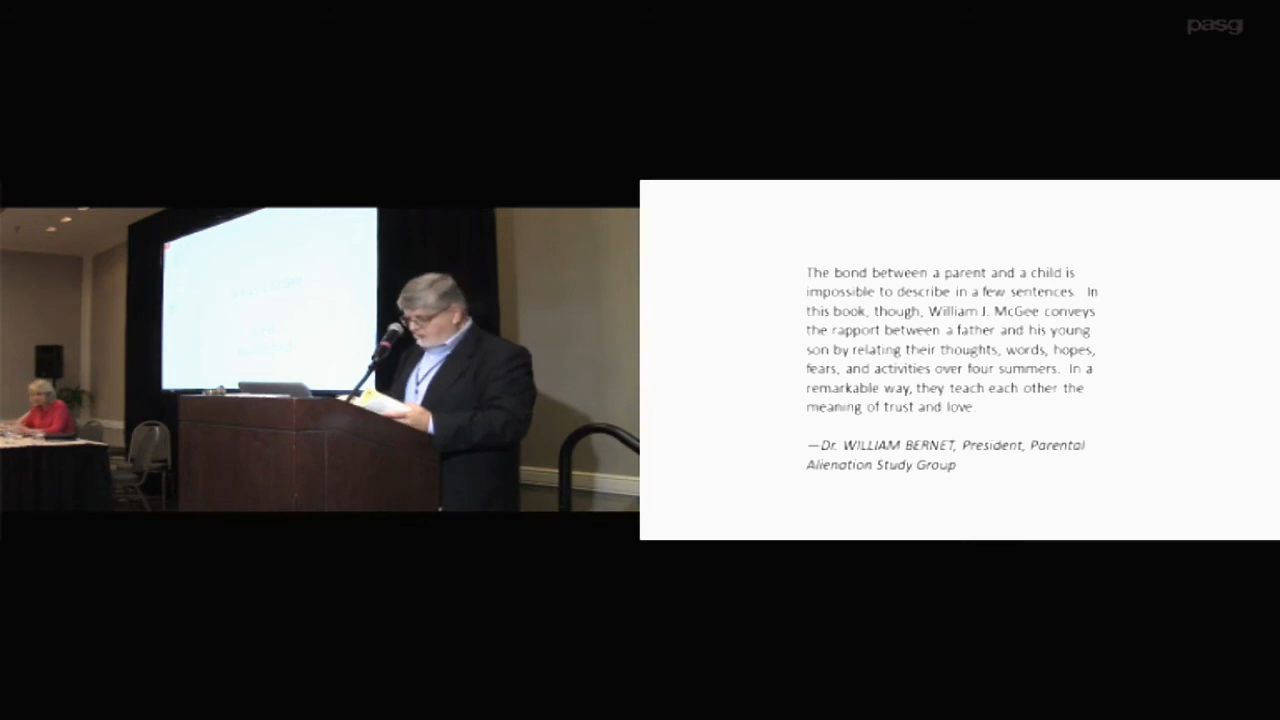 pasg
The bond between a parent and a child is
impossible to describe in a few sentences. In
this book, though, William J. McGee conveys
the rapport between a father and his young
son by relating their thoughts, words, hopes,
fears, and activities over four summers. In a
remarkable way, they teach each other the
meaning of trust and love.
—Dr. WILLIAM BERNET, President, Parental
Alienation Study Group